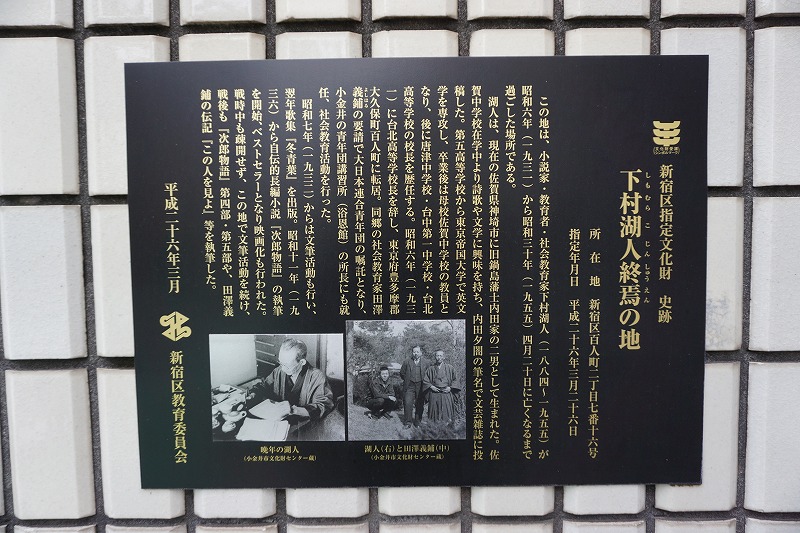 文化財愛護
シンボルマーク
新宿区指定文化財　史跡
しもむら　こ　じんしゅうえん
下村湖人終焉の地
所在地　新宿区百人町二丁目七番十六号
指定年月日　平成二十六年三月二十六日
この地は、小説家・教育者・社会教育家下村湖人（一八八四〜一九五五）が
昭和六年（一九三一）から昭和三十年（一九五五）四月二十日に亡くなるまで
過ごした場所である。
湖人は、現在の佐賀県神埼市に旧鍋島藩士内田家の二男として生まれた。佐
賀中学校在学中より詩歌や文学に興味を持ち、内田夕闇の筆名で文芸雑誌に投
稿した。第五高等学校から東京帝国大学で英文
学を専攻し、卒業後は母校佐賀中学校の教員と
なり、後に唐津中学校・台中第一中学校・台北
高等学校の校長を歴任する。昭和六年（一九三
一）に台北高等学校長を辞し、東京府豊多摩郡
大久保町百人町に転居。同郷の社会教育家田澤
よしはる
義鋪の要請で大日本連合青年団の嘱託となり、
小金井の青年団講習所（浴恩館）の所長にも就
任、社会教育活動を行った。
昭和七年（一九三二）からは文筆活動も行い、
翌年歌集『冬青葉』を出版。昭和十一年（一九
三六）から自伝的長編小説『次郎物語』の執筆
を開始、ベストセラーとなり映画化も行われた。
戦時中も疎開せず、この地で文筆活動を続け、
戦後も『次郎物語』第四部・第五部や、田澤義
鋪の伝記『この人を見よ』等を執筆した。
平成二十六年三月
新宿区教育委員会
晩年の湖人
（小金井市文化財センター蔵）
湖人（右）と田澤義鋪（中）
（小金井市文化財センター蔵）